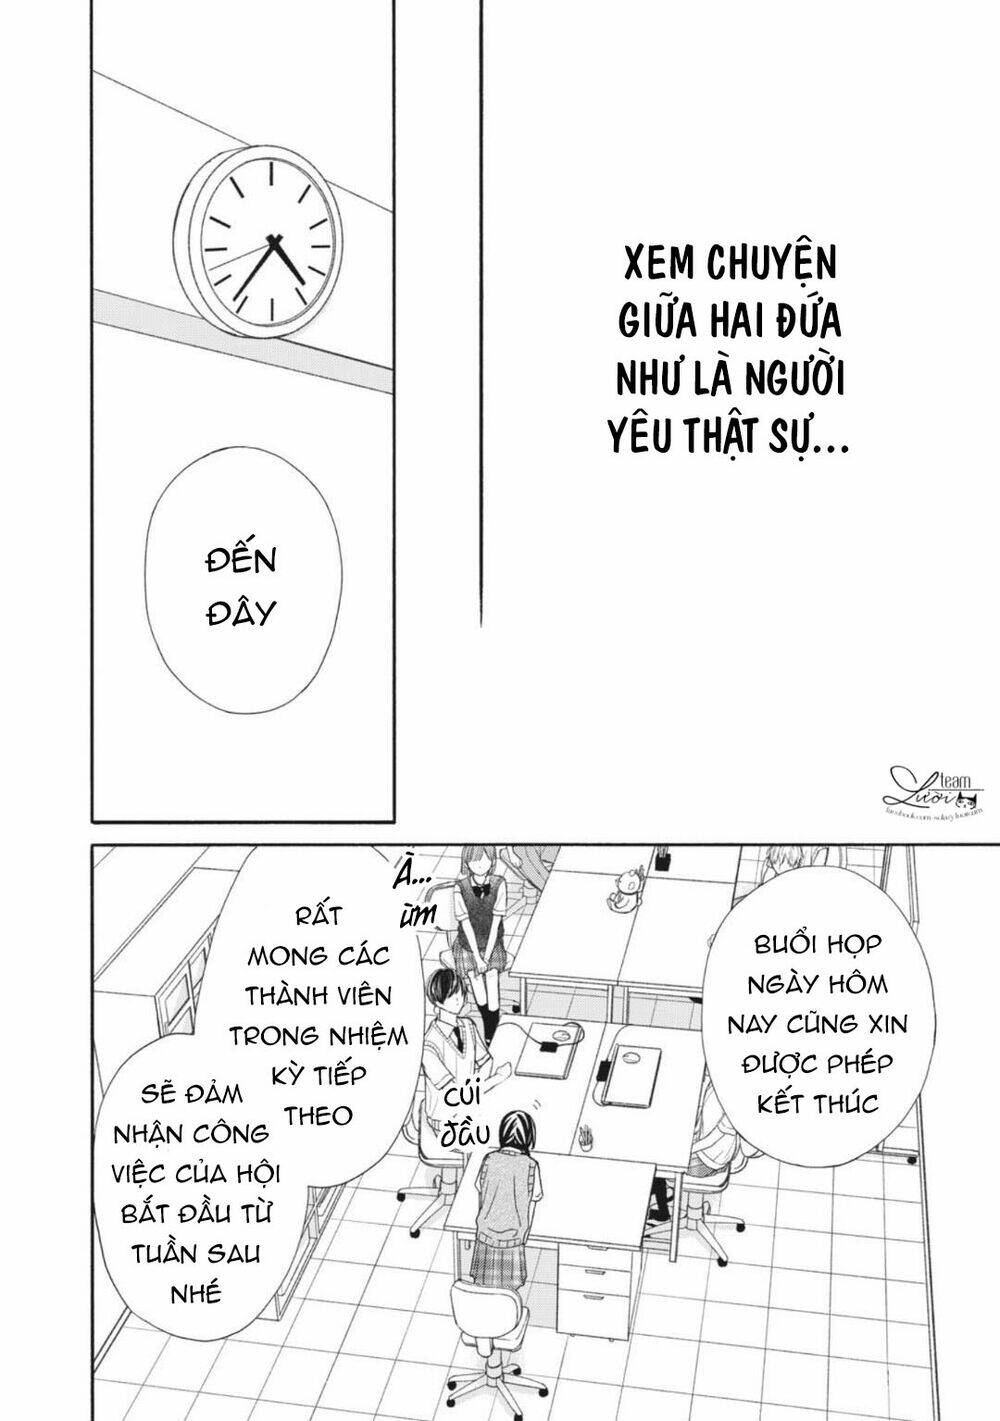 XEM CHUYỆN
GIỮA HAI ĐỨA
NHƯ LÀ NGƯỜI
YÊU THẬT SỰ...
ĐẾN
ĐÂY
team
Lười
BUỔI HỌP
NGÀY HÔM
NAY CŨNG XIN
ĐƯỢC PHÉP
KẾT THÚC
À...
ỪM
RẤT
MONG CÁC
THÀNH VIÊN
TRONG NHIỆM
KỲ TIẾP
THEO
SẼ ĐẢM
NHẬN CÔNG
VIỆC CỦA HỘI
BẮT ĐẦU TỪ
TUẦN SAU
NHÉ
CÚI
ĐẦU